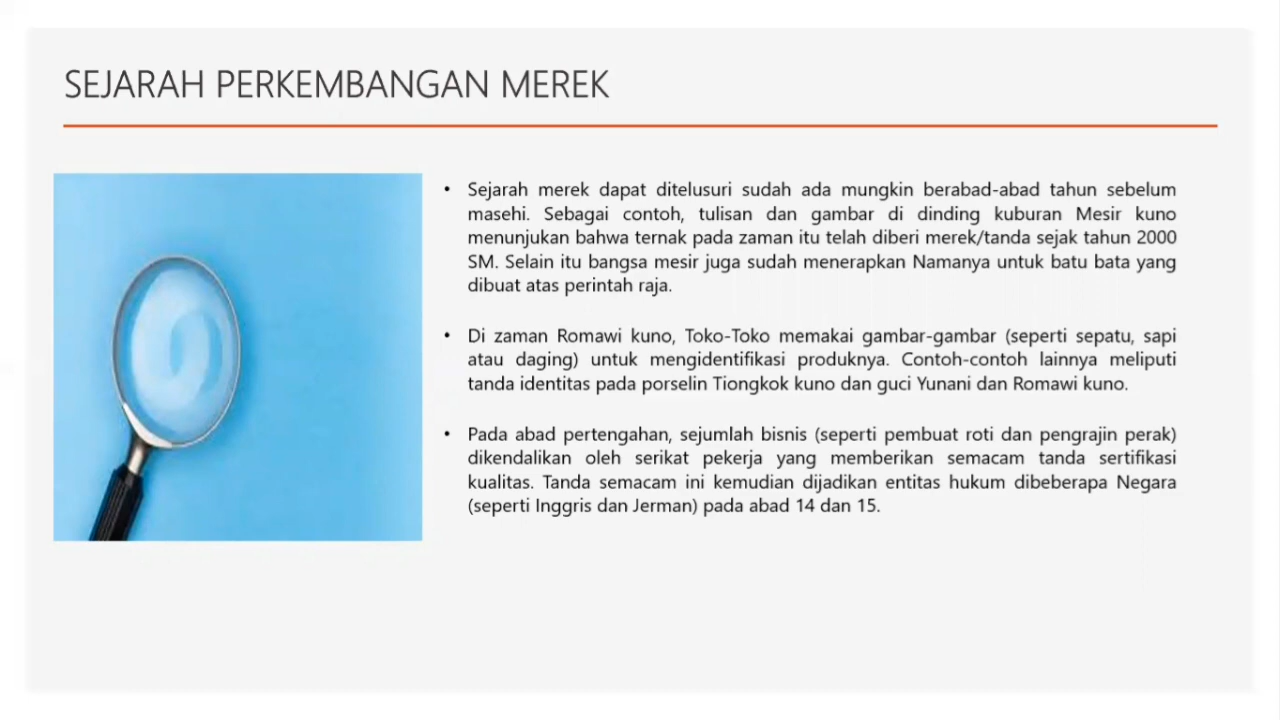 SEJARAH PERKEMBANGAN MEREK
• Sejarah merek dapat ditelusuri sudah ada mungkin berabad-abad tahun sebelum
masehi. Sebagai contoh, tulisan dan gambar di dinding kuburan Mesir kuno
menunjukan bahwa ternak pada zaman itu telah diberi merek/tanda sejak tahun 2000
SM. Selain itu bangsa mesir juga sudah menerapkan Namanya untuk batu bata yang
dibuat atas perintah raja.
• Di zaman Romawi kuno, Toko-Toko memakai gambar-gambar (seperti sepatu, sapi
atau daging) untuk mengidentifikasi produknya. Contoh-contoh lainnya meliputi
tanda identitas pada porselin Tiongkok kuno dan guci Yunani dan Romawi kuno.
• Pada abad pertengahan, sejumlah bisnis (seperti pembuat roti dan pengrajin perak)
dikendalikan oleh serikat pekerja yang memberikan semacam tanda sertifikasi
kualitas. Tanda semacam ini kemudian dijadikan entitas hukum dibeberapa Negara
(seperti Inggris dan Jerman) pada abad 14 dan 15.